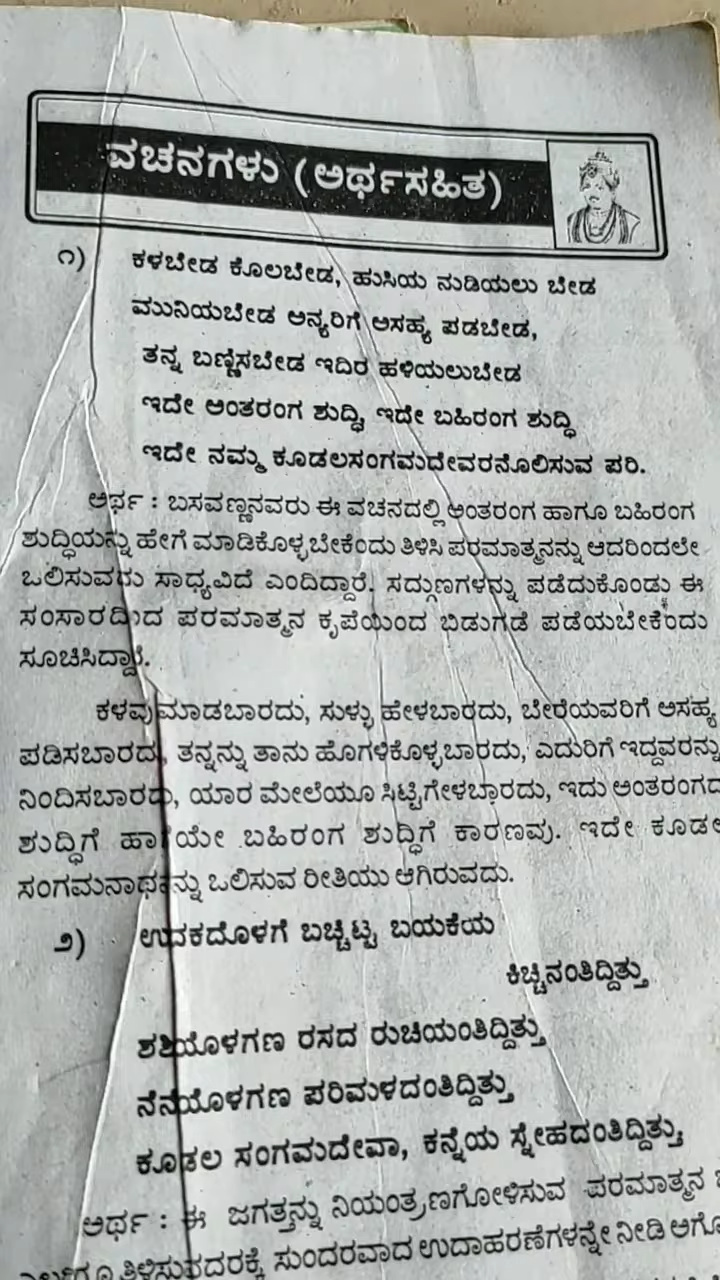 ವಚನಗಳು (ಅರ್ಥಸಹಿತ)
೧) ಕಳಬೇಡ ಕೊಲಬೇಡ, ಹುಸಿಯ ನುಡಿಯಲು ಬೇಡ
ಮುನಿಯಬೇಡ ಅನ್ಯರಿಗೆ ಅಸಹ್ಯ ಪಡಬೇಡ,
ತನ್ನ ಬಣ್ಣಿಸಬೇಡ ಇದಿರ ಹಳಿಯಲುಬೇಡ
ಇದೇ ಅಂತರಂಗ ಶುದ್ಧಿ, ಇದೇ ಬಹಿರಂಗ ಶುದ್ಧಿ
ಇದೇ ನಮ್ಮ ಕೂಡಲಸಂಗಮದೇವರನೊಲಿಸುವ ಪರಿ.
ಅರ್ಥ : ಬಸವಣ್ಣನವರು ಈ ವಚನದಲ್ಲಿ ಅಂತರಂಗ ಹಾಗೂ ಬಹಿರಂಗ
ಶುದ್ಧಿಯನ್ನು ಹೇಗೆ ಮಾಡಿಕೊಳ್ಳಬೇಕೆಂದು ತಿಳಿಸಿ ಪರಮಾತ್ಮನನ್ನು ಆದರಿಂದಲೇ
ಒಲಿಸುವದು ಸಾಧ್ಯವಿದೆ ಎಂದಿದ್ದಾರೆ. ಸದ್ಗುಣಗಳನ್ನು ಪಡೆದುಕೊಂಡು ಈ
ಸಂಸಾರದಿಂದ ಪರಮಾತ್ಮನ ಕೃಪೆಯಿಂದ ಬಿಡುಗಡೆ ಪಡೆಯಬೇಕೆಂದು
ಸೂಚಿಸಿದ್ದಾರೆ.
ಕಳವು ಮಾಡಬಾರದು, ಸುಳ್ಳು ಹೇಳಬಾರದು, ಬೇರೆಯವರಿಗೆ ಅಸಹ್ಯ
ಪಡಿಸಬಾರದು, ತನ್ನನ್ನು ತಾನು ಹೊಗಳಿಕೊಳ್ಳಬಾರದು, ಎದುರಿಗೆ ಇದ್ದವರನ್ನು
ನಿಂದಿಸಬಾರದು, ಯಾರ ಮೇಲೆಯೂ ಸಿಟ್ಟಿಗೇಳಬಾರದು, ಇದು ಅಂತರಂಗದ
ಶುದ್ಧಿಗೆ ಹಾಗೆಯೇ ಬಹಿರಂಗ ಶುದ್ಧಿಗೆ ಕಾರಣವು. ಇದೇ ಕೂಡಲ
ಸಂಗಮನಾಥನನ್ನು ಒಲಿಸುವ ರೀತಿಯು ಆಗಿರುವದು.
೨) ಉದಕದೊಳಗೆ ಬಚ್ಚಿಟ್ಟ ಬಯಕೆಯ
ಕಿಚ್ಚಿನಂತಿದ್ದಿತ್ತು
ಶಶಿಯೊಳಗಣ ರಸದ ರುಚಿಯಂತಿದ್ದಿತ್ತು
ನೆನೆಯೊಳಗಣ ಪರಿಮಳದಂತಿದ್ದಿತ್ತು
ಕೂಡಲ ಸಂಗಮದೇವಾ, ಕನ್ನೆಯ ಸ್ನೇಹದಂತಿದ್ದಿತ್ತು
ಅರ್ಥ : ಈ ಜಗತ್ತನ್ನು ನಿಯಂತ್ರಣಗೋಳಿಸುವ ಪರಮಾತ್ಮನ
ತಿಳಿಸುವದರಕ್ಕೆ ಸುಂದರವಾದ ಉದಾಹರಣೆಗಳನ್ನೇ ನೀಡಿ